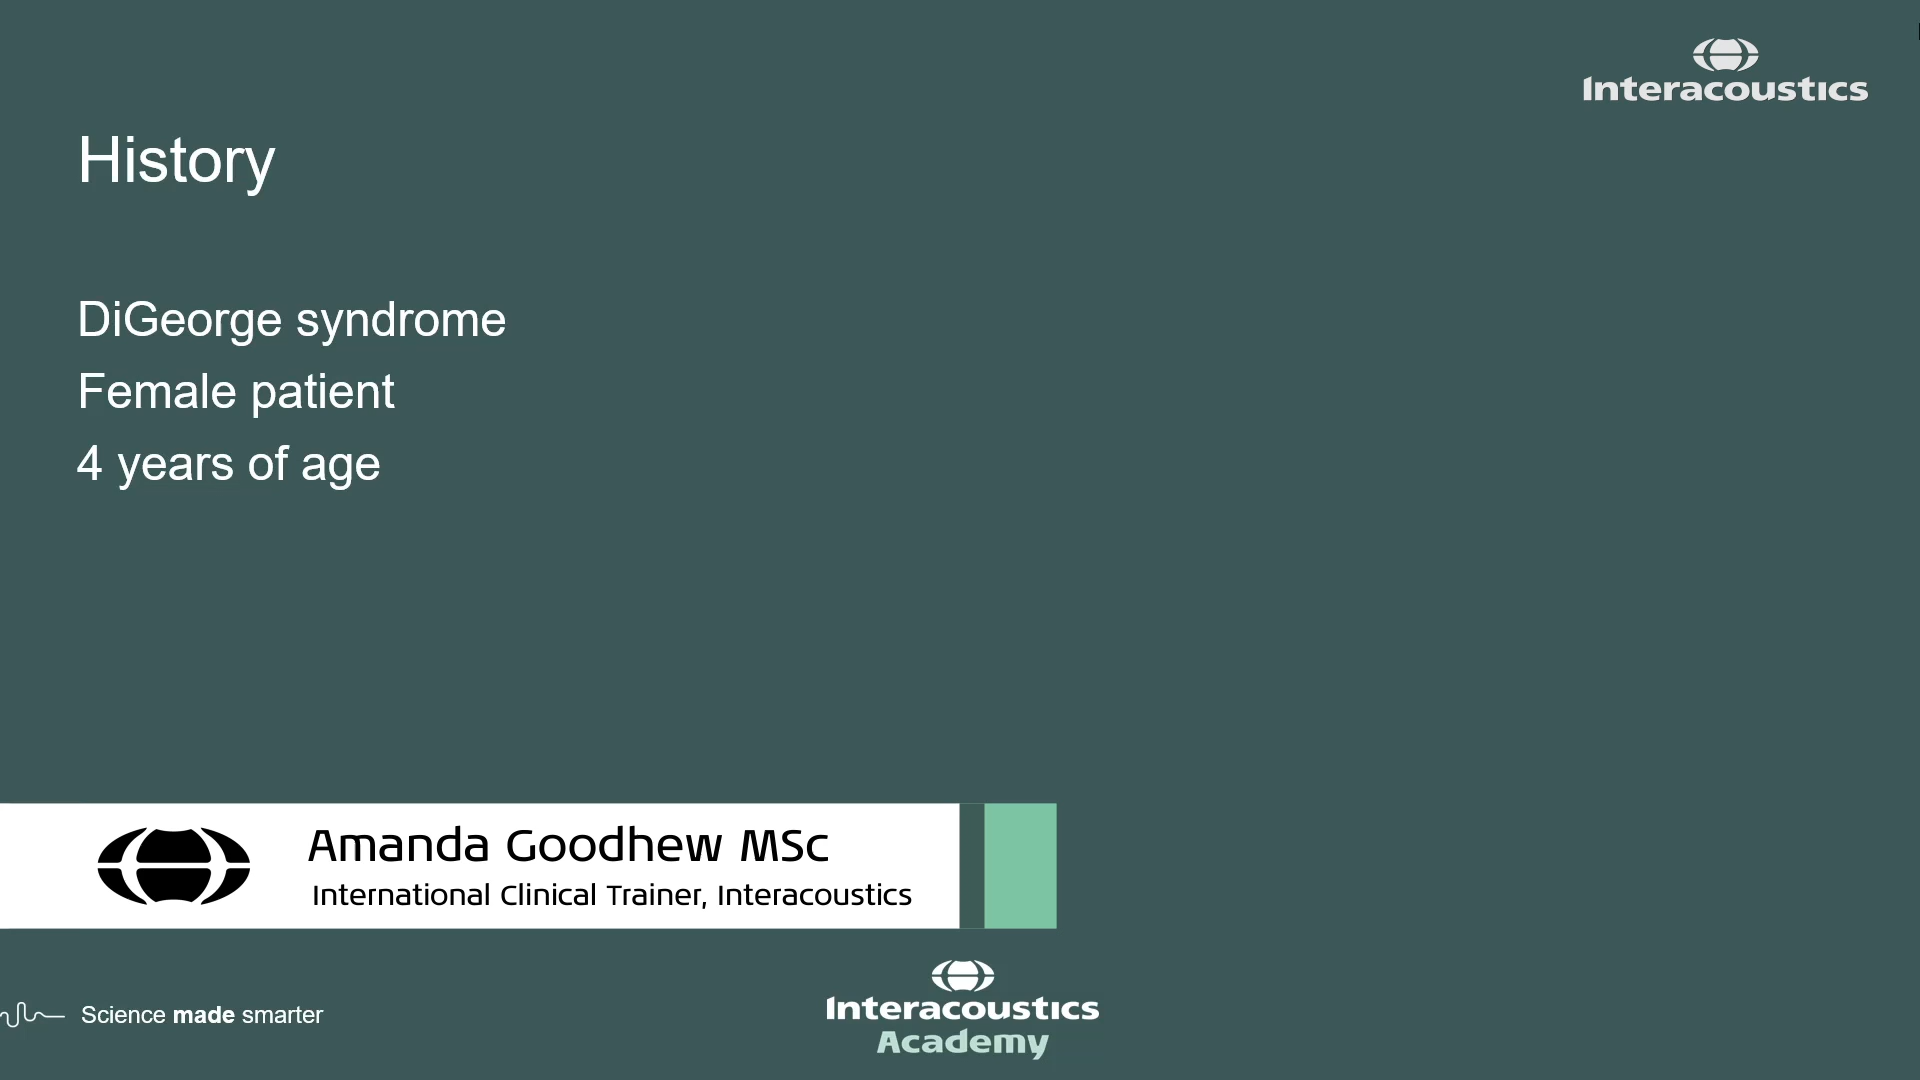 Interacoustics
History
DiGeorge syndrome
Female patient
4 years of age
Amanda Goodhew MSc
International Clinical Trainer, Interacoustics
Science made smarter
Interacoustics
Academy